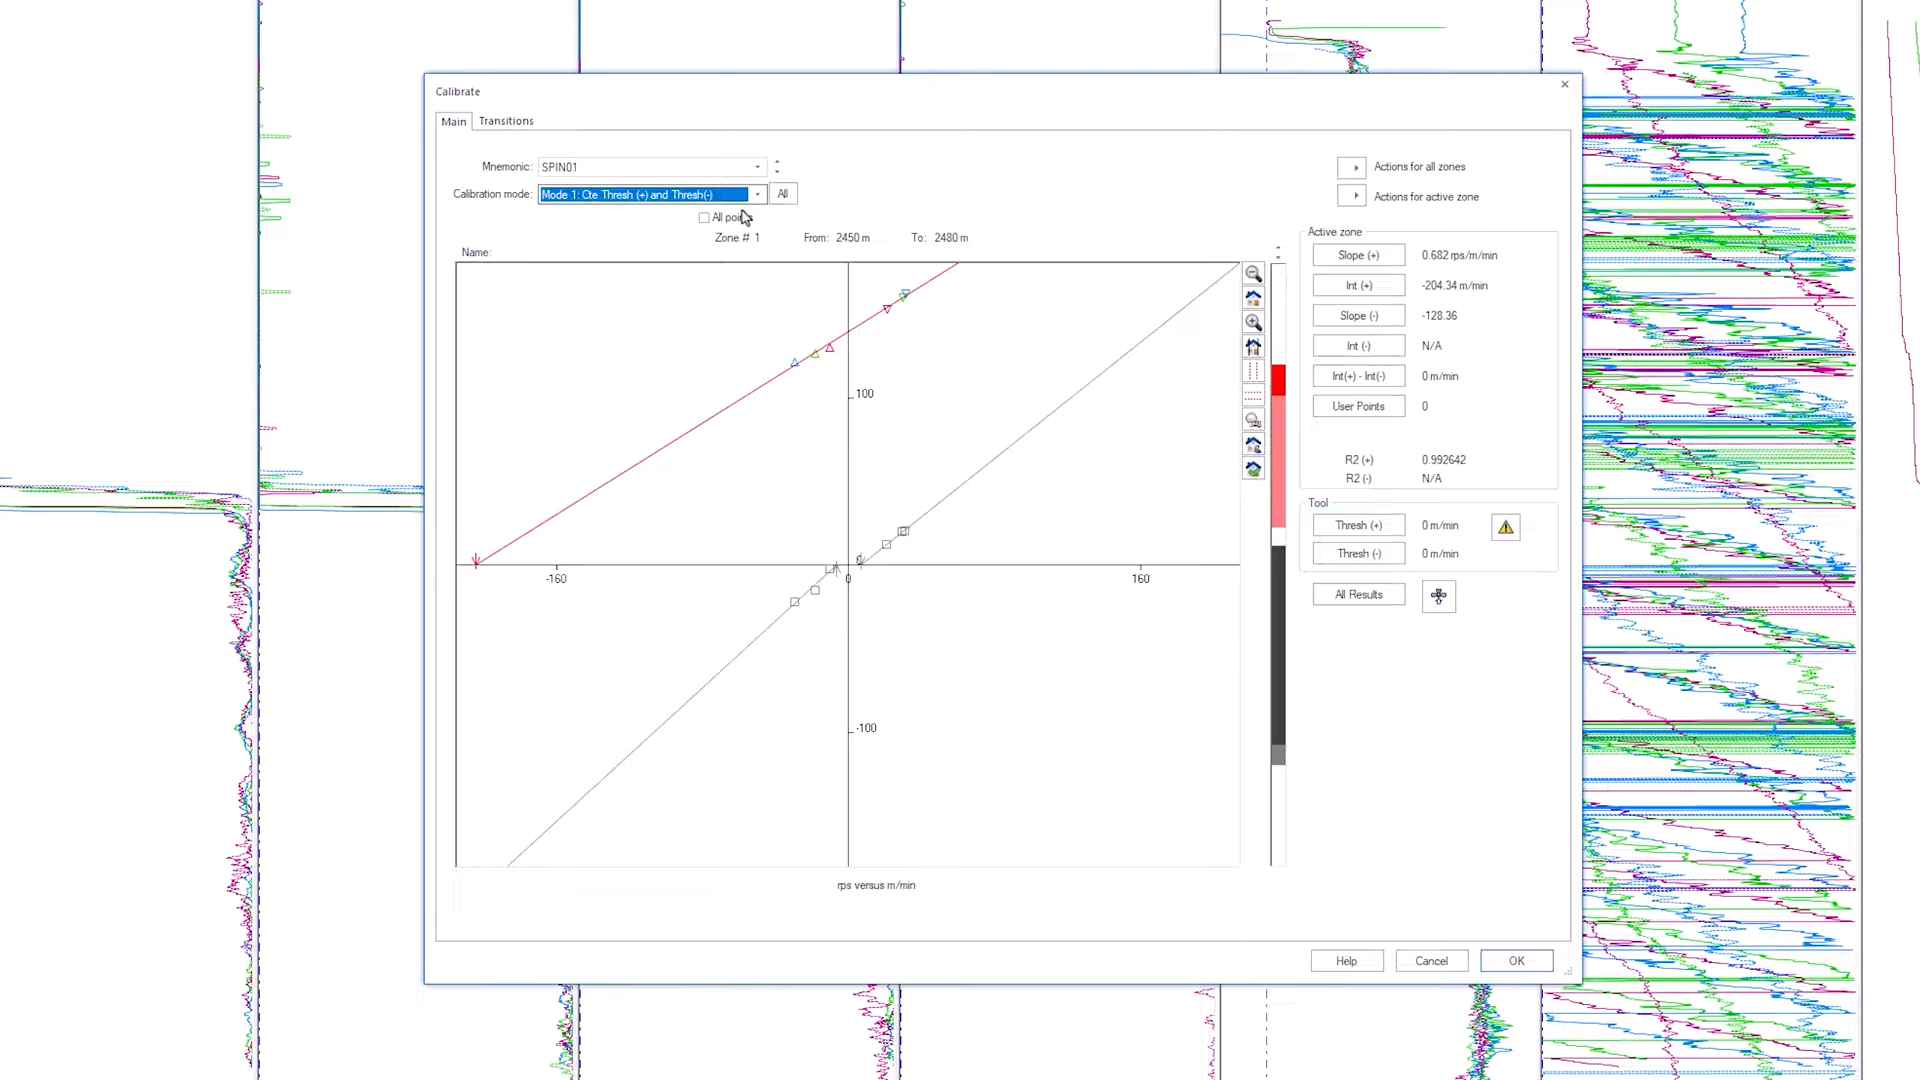 Calibrate
Main Transitions
Mnemonic: SPIN01
Calibration mode: Mode 1: Cte Thresh (+) and Thresh(-) All
All
Zone # 1 From: 2450 m To: 2480 m
Name:
100
-160 0 160
0
-100
rps versus m/min
Actions for all zones
Actions for active zone
Active zone
Slope (+) 0.682 rps/m/min
Int (+) -204.34 m/min
Slope (-) -128.36
Int (-) N/A
Int(+) - Int(-) 0 m/min
User Points 0
R2 (+) 0.992642
R2 (-) N/A
Tool
Thresh (+) 0 m/min
Thresh (-) 0 m/min
All Results
Help Cancel OK